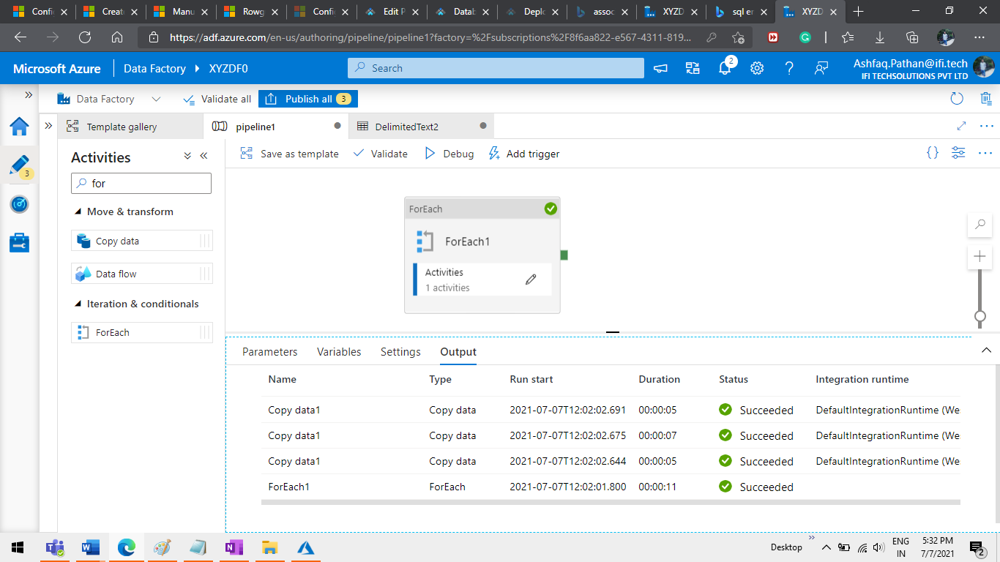 Confi
Create
Manu
Rowg
Config
Edit P
Datab
Deplo
assoc
XYZD
sql er
XYZD
https://adf.azure.com/en-us/authoring/pipeline/pipeline1?factory=%2Fsubscriptions%2F8f6aa822-e567-4311-819...
Microsoft Azure Data Factory XYZDF0
Search
2
Ashfaq.Pathan@ifi.tech
IFI TECHSOLUTIONS PVT LTD
Data Factory Validate all Publish all 3
Template gallery pipeline1 DelimitedText2
3
Activities
for
Move & transform
Copy data
Data flow
Iteration & conditionals
ForEach
Save as template Validate Debug Add trigger
ForEach
ForEach1
Activities
1 activities
Parameters Variables Settings Output
Name Type Run start Duration Status Integration runtime
Copy data1 Copy data 2021-07-07T12:02:02.691 00:00:05 Succeeded DefaultIntegrationRuntime (We
Copy data1 Copy data 2021-07-07T12:02:02.675 00:00:07 Succeeded DefaultIntegrationRuntime (We
Copy data1 Copy data 2021-07-07T12:02:02.644 00:00:05 Succeeded DefaultIntegrationRuntime (We
ForEach1 ForEach 2021-07-07T12:02:01.800 00:00:11 Succeeded
Desktop
ENG
IN
5:32 PM
7/7/2021
2